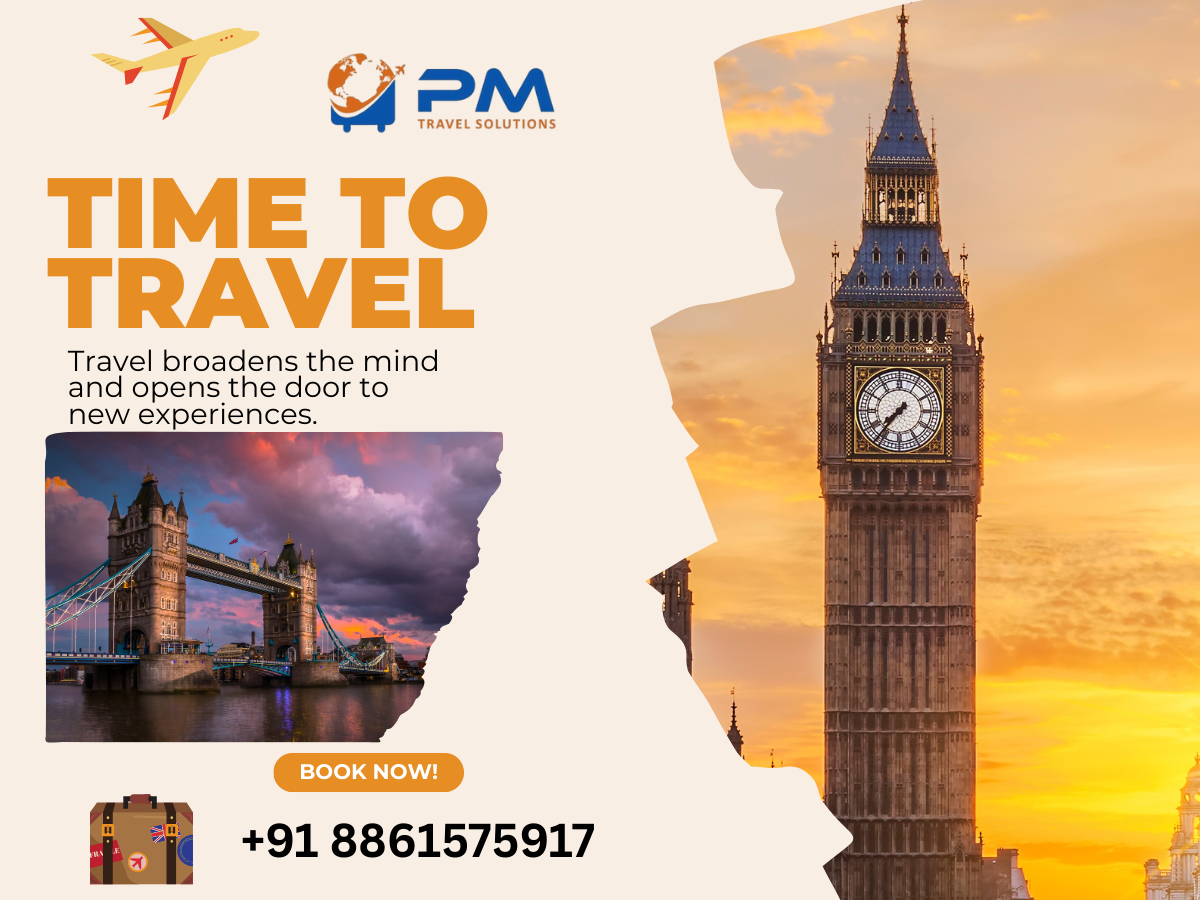 PM
TRAVEL SOLUTIONS
TIME TO
TRAVEL
Travel broadens the mind
and opens the door to
new experiences.
BOOK NOW!
+91 8861575917